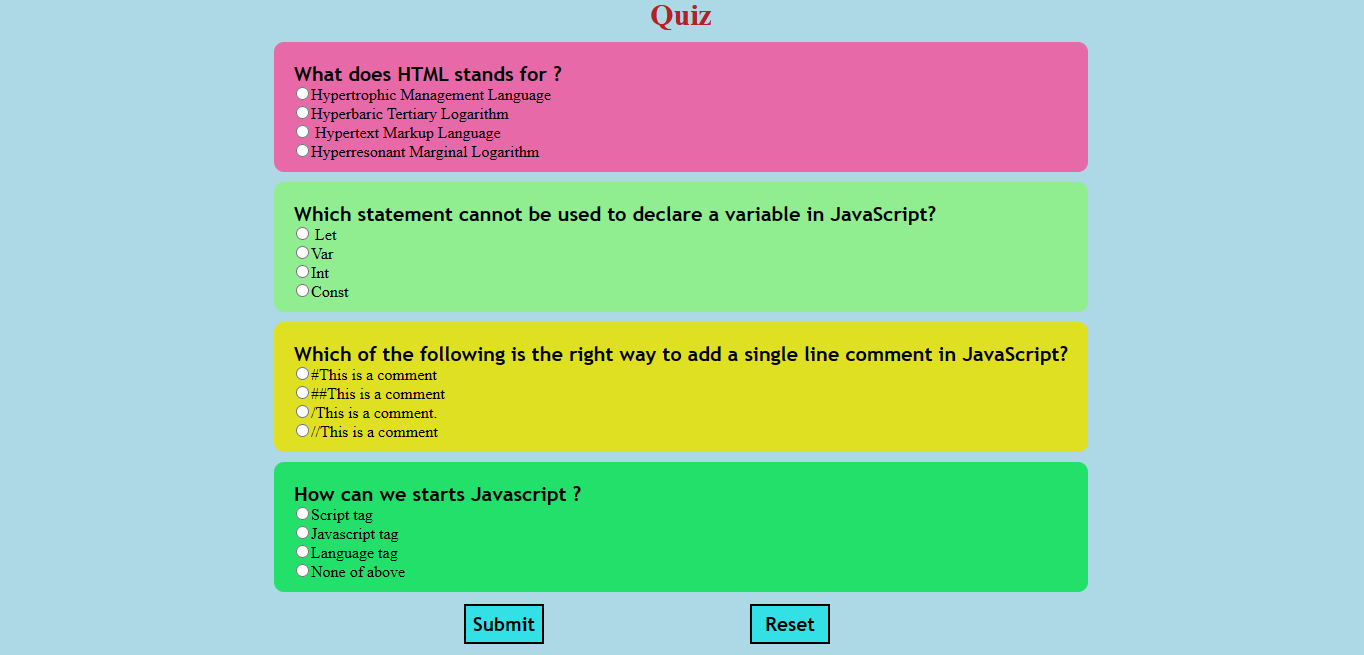 Quiz
What does HTML stands for ?
Hypertrophic Management Language
Hyperbaric Tertiary Logarithm
Hypertext Markup Language
Hyperresonant Marginal Logarithm
Which statement cannot be used to declare a variable in JavaScript?
Let
Var
Int
Const
Which of the following is the right way to add a single line comment in JavaScript?
#This is a comment
##This is a comment
/This is a comment.
//This is a comment
How can we starts Javascript ?
Script tag
Javascript tag
Language tag
None of above
Submit Reset